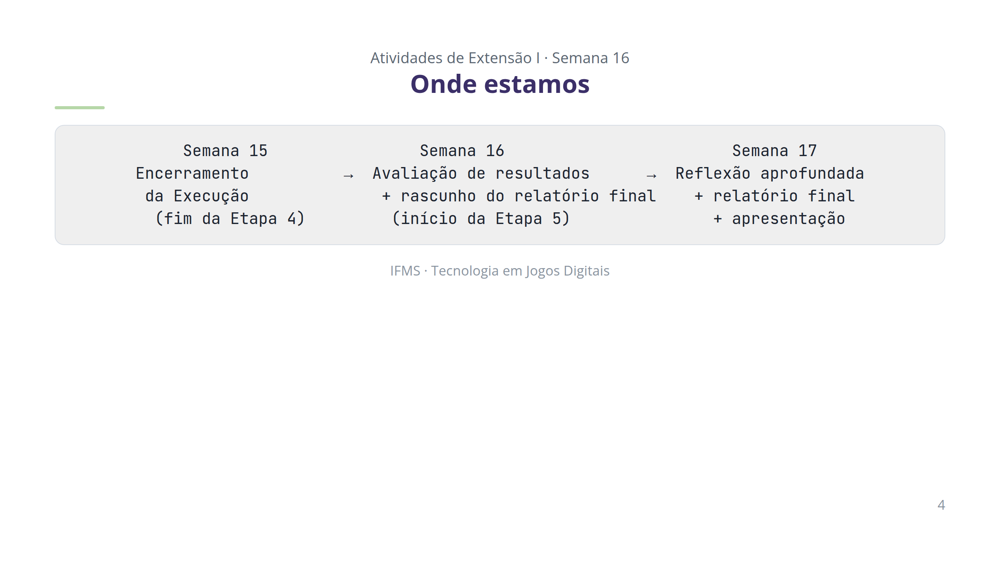 Atividades de Extensão I · Semana 16
Onde estamos
Semana 15 Semana 16 Semana 17
Encerramento → Avaliação de resultados → Reflexão aprofundada
da Execução + rascunho do relatório final + relatório final
(fim da Etapa 4) (início da Etapa 5) + apresentação
IFMS · Tecnologia em Jogos Digitais
4